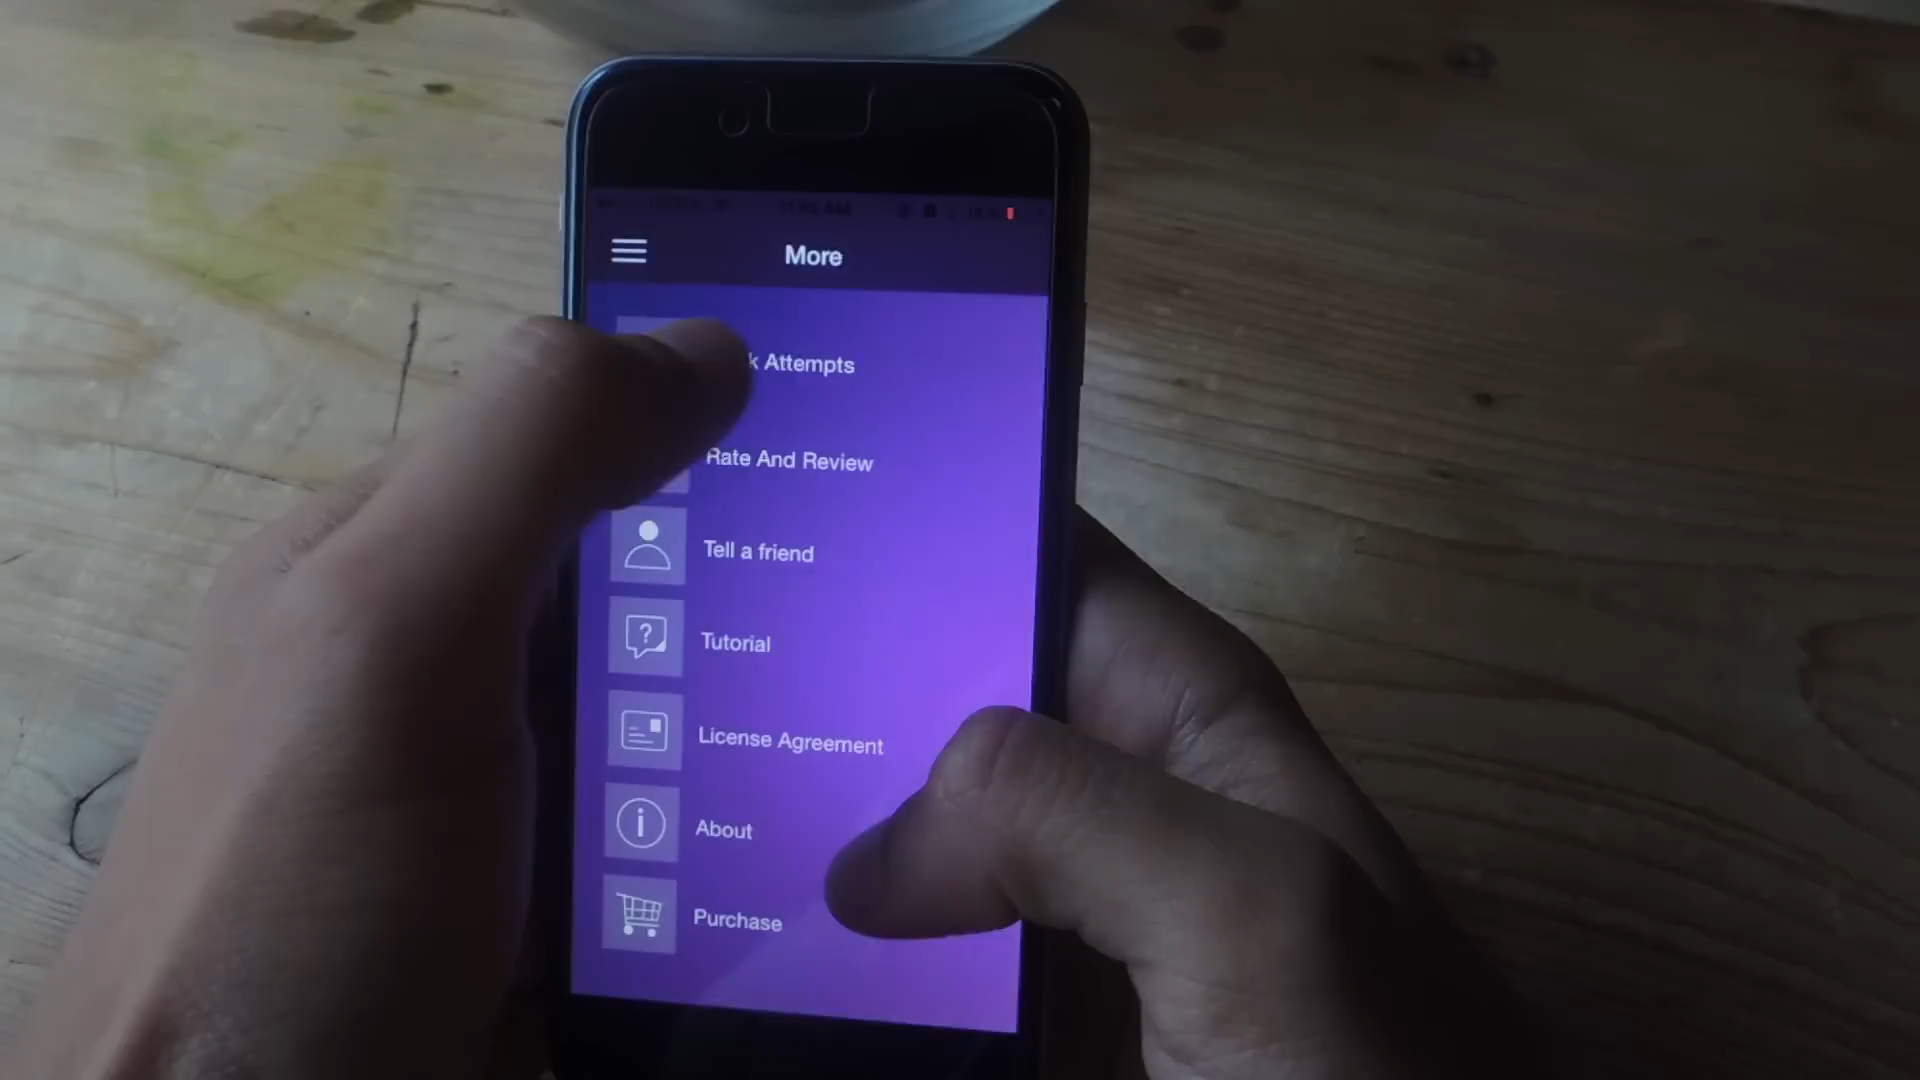 More
Attempts
Rate And Review
Tell a friend
?
Tutorial
License Agreement
i
About
Purchase